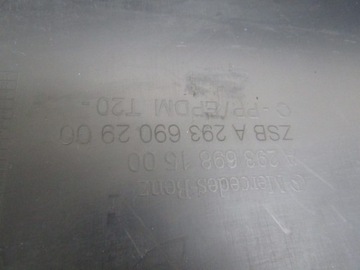 Mercedes-Benz
A 293 698 15 00
ZSB A 293 690 29 00
PP/EPDM T20